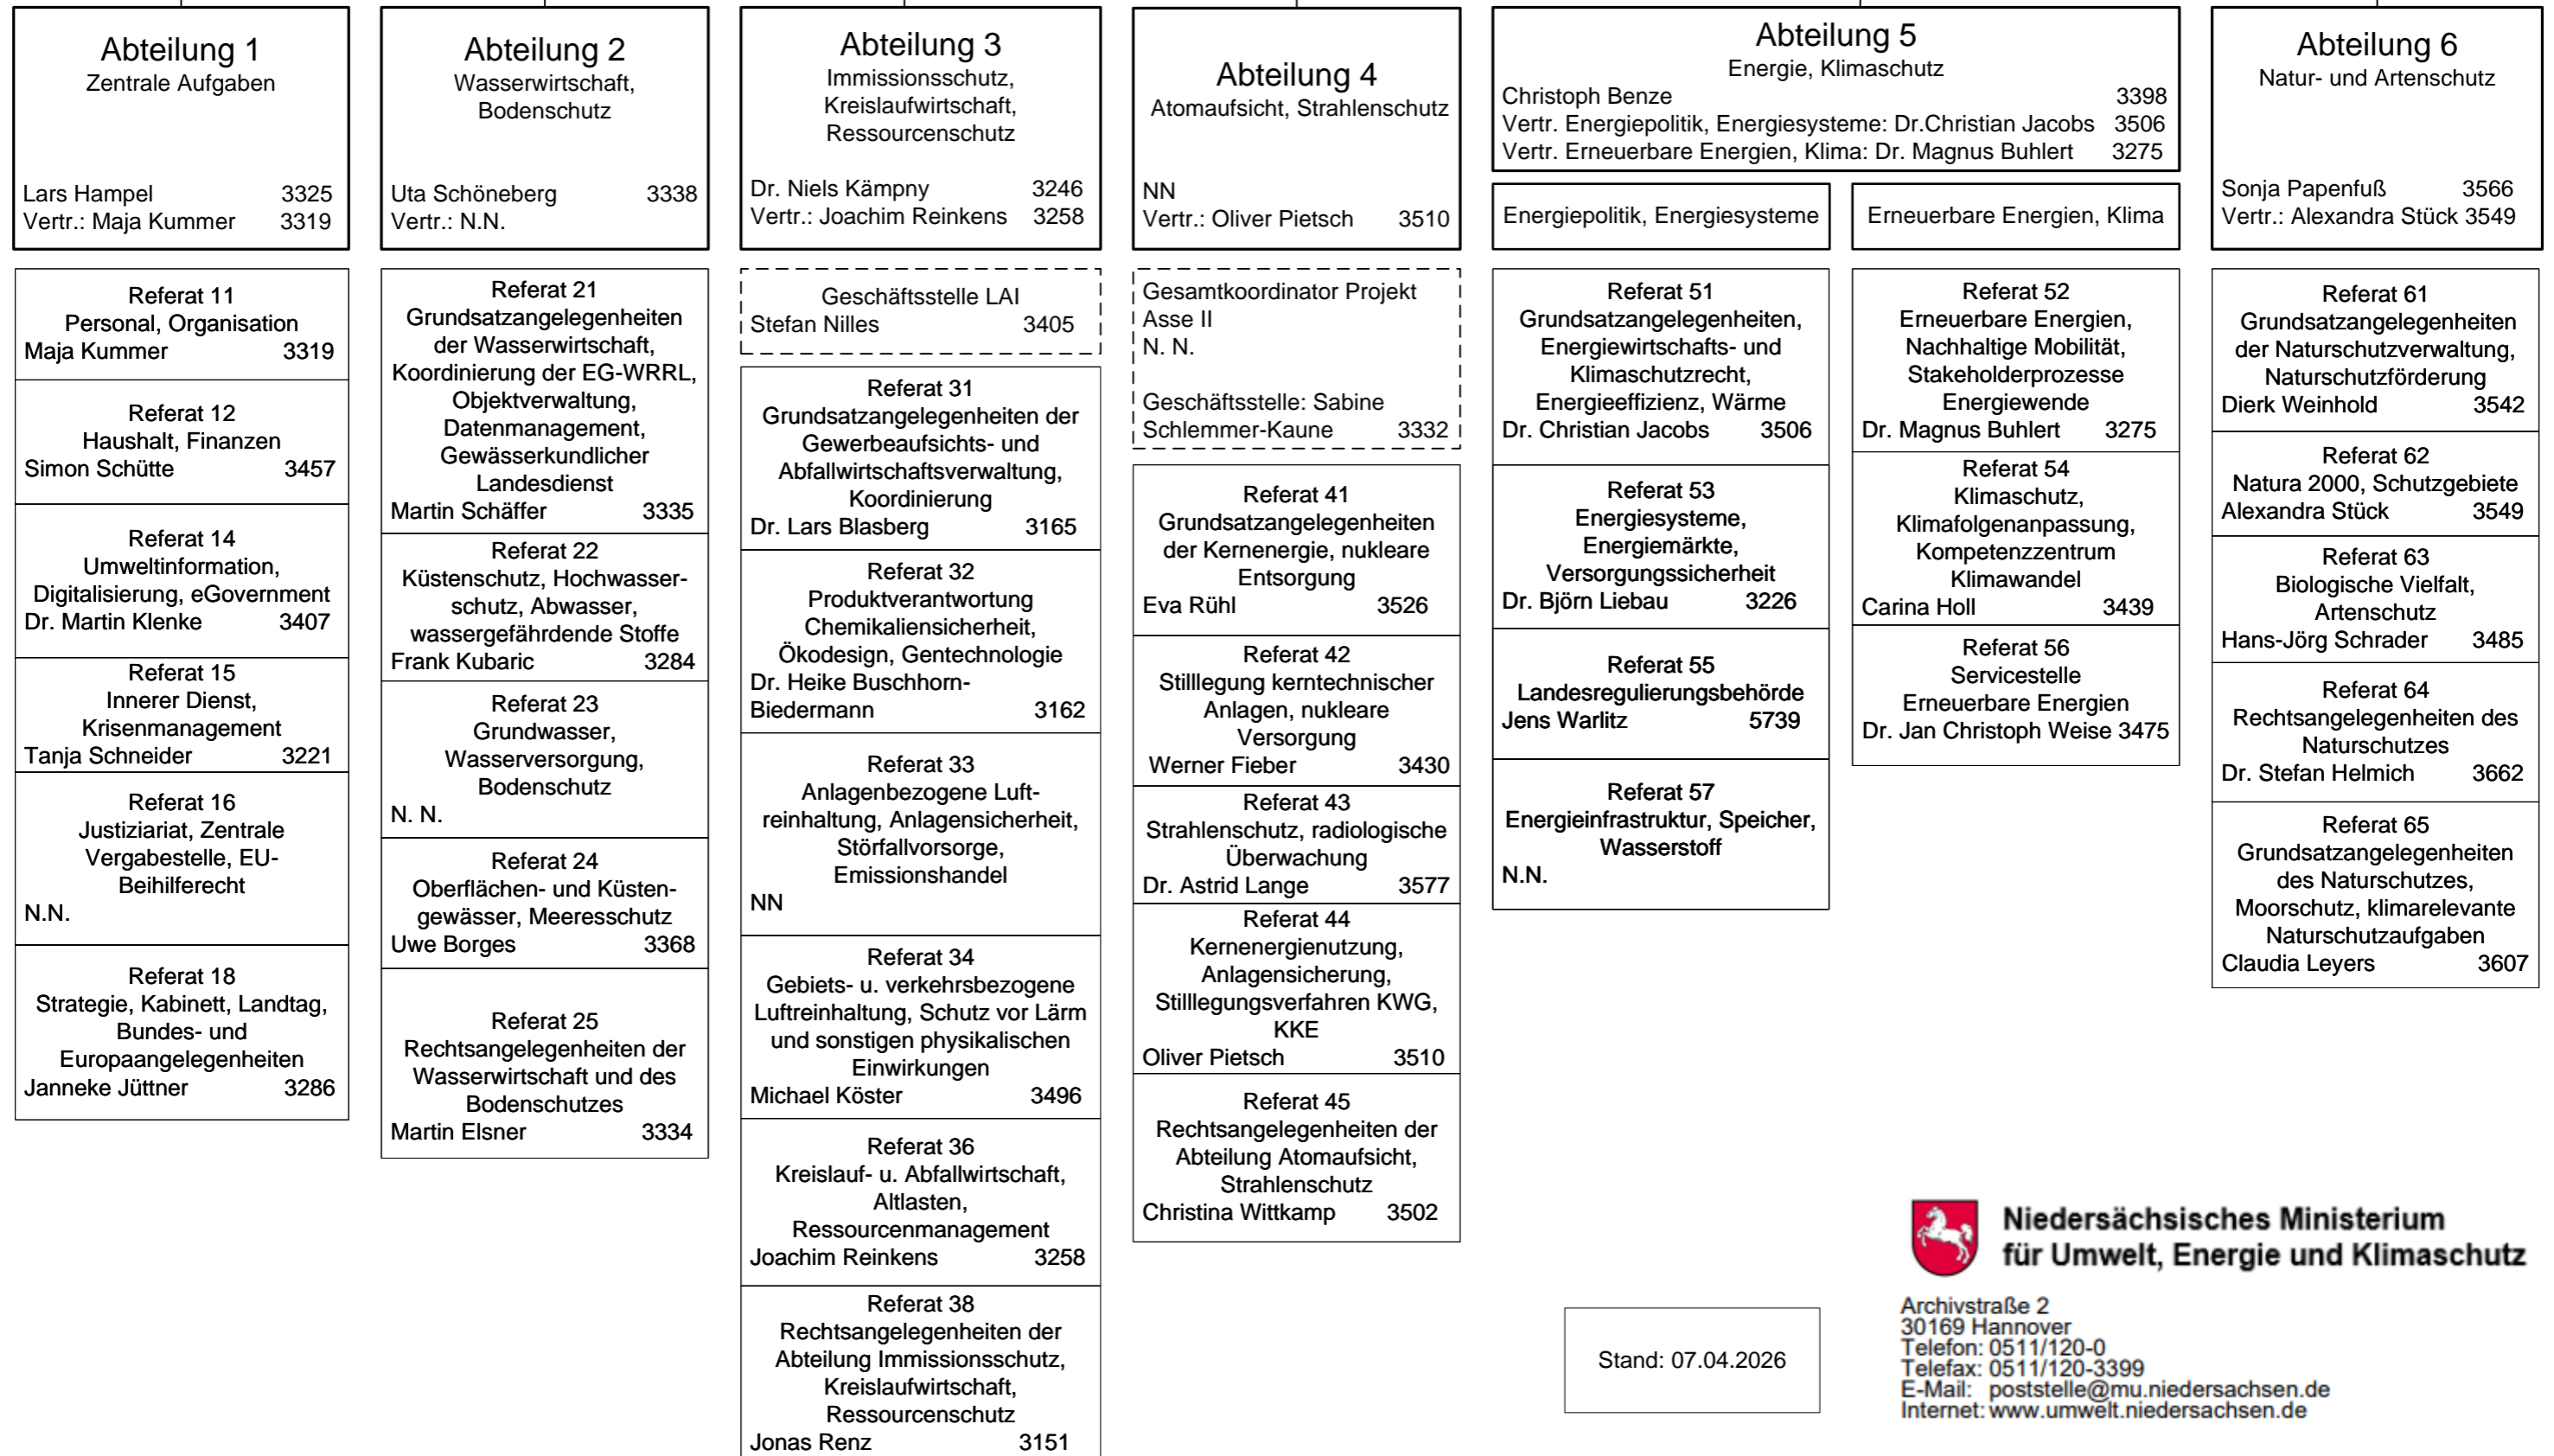 Abteilung 1
Zentrale Aufgaben
Lars Hampel 3325
Vertr.: Maja Kummer 3319
Referat 11
Personal, Organisation
Maja Kummer 3319
Referat 12
Haushalt, Finanzen
Simon Schütte 3457
Referat 14
Umweltinformation,
Digitalisierung, eGovernment
Dr. Martin Klenke 3407
Referat 15
Innerer Dienst,
Krisenmanagement
Tanja Schneider 3221
Referat 16
Justiziariat, Zentrale
Vergabestelle, EU-
Beihilferecht
N.N.
Referat 18
Strategie, Kabinett, Landtag,
Bundes- und
Europaangelegenheiten
Janneke Jüttner 3286
Abteilung 2
Wasserwirtschaft,
Bodenschutz
Uta Schöneberg 3338
Vertr.: N.N.
Referat 21
Grundsatzangelegenheiten
der Wasserwirtschaft,
Koordinierung der EG-WRRL,
Objektverwaltung,
Datenmanagement,
Gewässerkundlicher
Landesdienst
Martin Schäffer 3335
Referat 22
Küstenschutz, Hochwasser-
schutz, Abwasser,
wassergefährdende Stoffe
Frank Kubaric 3284
Referat 23
Grundwasser,
Wasserversorgung,
Bodenschutz
N. N.
Referat 24
Oberflächen- und Küsten-
gewässer, Meeresschutz
Uwe Borges 3368
Referat 25
Rechtsangelegenheiten der
Wasserwirtschaft und des
Bodenschutzes
Martin Elsner 3334
Abteilung 3
Immissionsschutz,
Kreislaufwirtschaft,
Ressourcenschutz
Dr. Niels Kämpny 3246
Vertr.: Joachim Reinkens 3258
Geschäftsstelle LAI
Stefan Nilles 3405
Referat 31
Grundsatzangelegenheiten der
Gewerbeaufsichts- und
Abfallwirtschaftsverwaltung,
Koordinierung
Dr. Lars Blasberg 3165
Referat 32
Produktverantwortung
Chemikaliensicherheit,
Ökodesign, Gentechnologie
Dr. Heike Buschhorn-
Biedermann 3162
Referat 33
Anlagenbezogene Luft-
reinhaltung, Anlagensicherheit,
Störfallvorsorge,
Emissionshandel
NN
Referat 34
Gebiets- u. verkehrsbezogene
Luftreinhaltung, Schutz vor Lärm
und sonstigen physikalischen
Einwirkungen
Michael Köster 3496
Referat 36
Kreislauf- u. Abfallwirtschaft,
Altlasten,
Ressourcenmanagement
Joachim Reinkens 3258
Referat 38
Rechtsangelegenheiten der
Abteilung Immissionsschutz,
Kreislaufwirtschaft,
Ressourcenschutz
Jonas Renz 3151
Abteilung 4
Atomaufsicht, Strahlenschutz
NN
Vertr.: Oliver Pietsch 3510
Gesamtkoordinator Projekt
Asse II
N. N.
Geschäftsstelle: Sabine
Schlemmer-Kaune 3332
Referat 41
Grundsatzangelegenheiten
der Kernenergie, nukleare
Entsorgung
Eva Rühl 3526
Referat 42
Stilllegung kerntechnischer
Anlagen, nukleare
Versorgung
Werner Fieber 3430
Referat 43
Strahlenschutz, radiologische
Überwachung
Dr. Astrid Lange 3577
Referat 44
Kernenergienutzung,
Anlagensicherung,
Stilllegungsverfahren KWG,
KKE
Oliver Pietsch 3510
Referat 45
Rechtsangelegenheiten der
Abteilung Atomaufsicht,
Strahlenschutz
Christina Wittkamp 3502
Abteilung 5
Energie, Klimaschutz
Christoph Benze 3398
Vertr. Energiepolitik, Energiesysteme: Dr.Christian Jacobs 3506
Vertr. Erneuerbare Energien, Klima: Dr. Magnus Buhlert 3275
Energiepolitik, Energiesysteme
Referat 51
Grundsatzangelegenheiten,
Energiewirtschafts- und
Klimaschutzrecht,
Energieeffizienz, Wärme
Dr. Christian Jacobs 3506
Referat 53
Energiesysteme,
Energiemärkte,
Versorgungssicherheit
Dr. Björn Liebau 3226
Referat 55
Landesregulierungsbehörde
Jens Warlitz 5739
Referat 57
Energieinfrastruktur, Speicher,
Wasserstoff
N.N.
Erneuerbare Energien, Klima
Referat 52
Erneuerbare Energien,
Nachhaltige Mobilität,
Stakeholderprozesse
Energiewende
Dr. Magnus Buhlert 3275
Referat 54
Klimaschutz,
Klimafolgenanpassung,
Kompetenzzentrum
Klimawandel
Carina Holl 3439
Referat 56
Servicestelle
Erneuerbare Energien
Dr. Jan Christoph Weise 3475
Abteilung 6
Natur- und Artenschutz
Sonja Papenfuß 3566
Vertr.: Alexandra Stück 3549
Referat 61
Grundsatzangelegenheiten
der Naturschutzverwaltung,
Naturschutzförderung
Dierk Weinhold 3542
Referat 62
Natura 2000, Schutzgebiete
Alexandra Stück 3549
Referat 63
Biologische Vielfalt,
Artenschutz
Hans-Jörg Schrader 3485
Referat 64
Rechtsangelegenheiten des
Naturschutzes
Dr. Stefan Helmich 3662
Referat 65
Grundsatzangelegenheiten
des Naturschutzes,
Moorschutz, klimarelevante
Naturschutzaufgaben
Claudia Leyers 3607
Stand: 07.04.2026
Niedersächsisches Ministerium
für Umwelt, Energie und Klimaschutz
Archivstraße 2
30169 Hannover
Telefon: 0511/120-0
Telefax: 0511/120-3399
E-Mail: poststelle@mu.niedersachsen.de
Internet: www.umwelt.niedersachsen.de